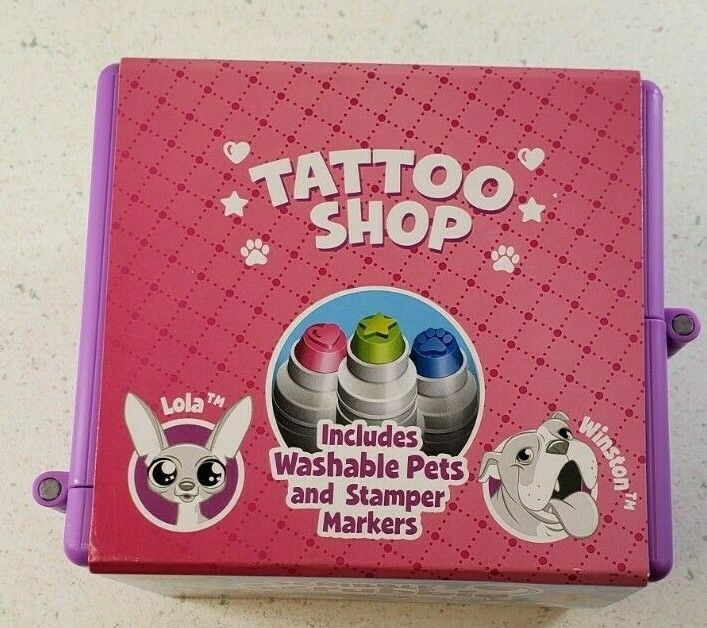 TATTOO
SHOP
Lola™
Includes
Washable Pets
and Stamper
Markers
Winston™